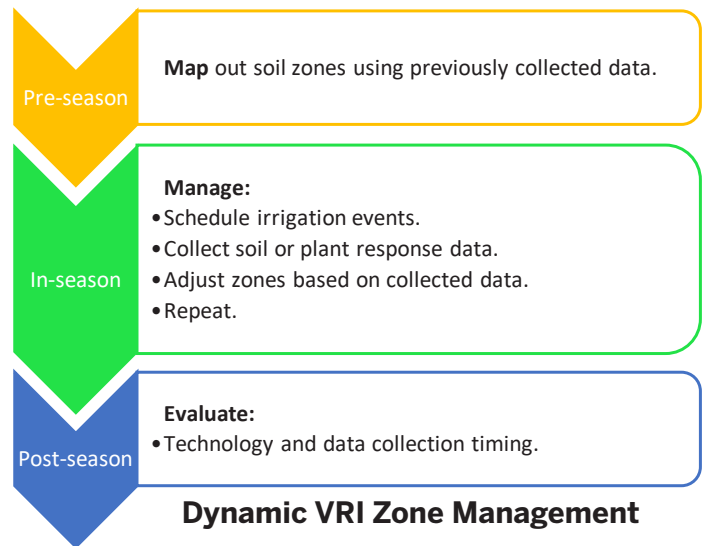 Pre-season
Map out soil zones using previously collected data.
In-season
Manage:
•Schedule irrigation events.
•Collect soil or plant response data.
•Adjust zones based on collected data.
•Repeat.
Post-season
Evaluate:
•Technology and data collection timing.
Dynamic VRI Zone Management